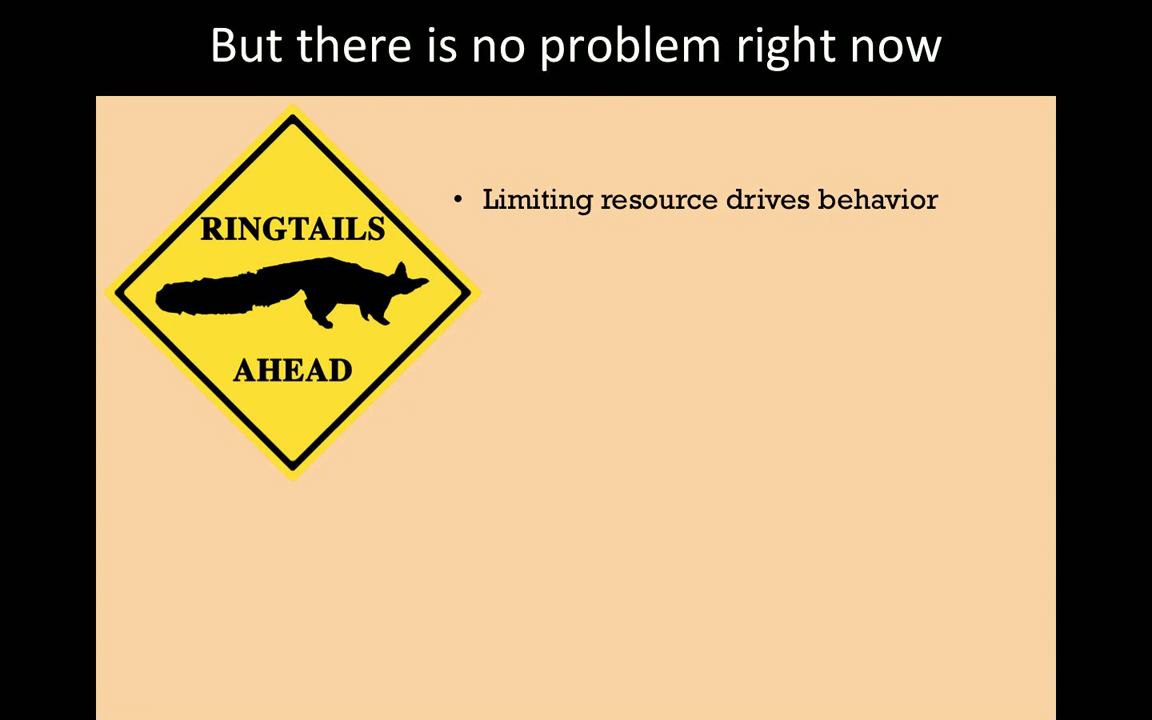 But there is no problem right now
RINGTAILS
AHEAD
• Limiting resource drives behavior